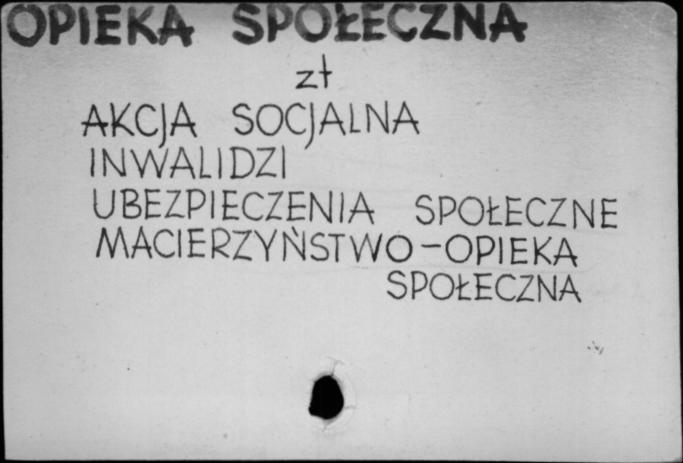 OPIEKA SPOŁECZNA
zł
AKCJA SOCJALNA
INWALIDZI
UBEZPIECZENIA SPOŁECZNE
MACIERZYŃSTWO-OPIEKA
SPOŁECZNA